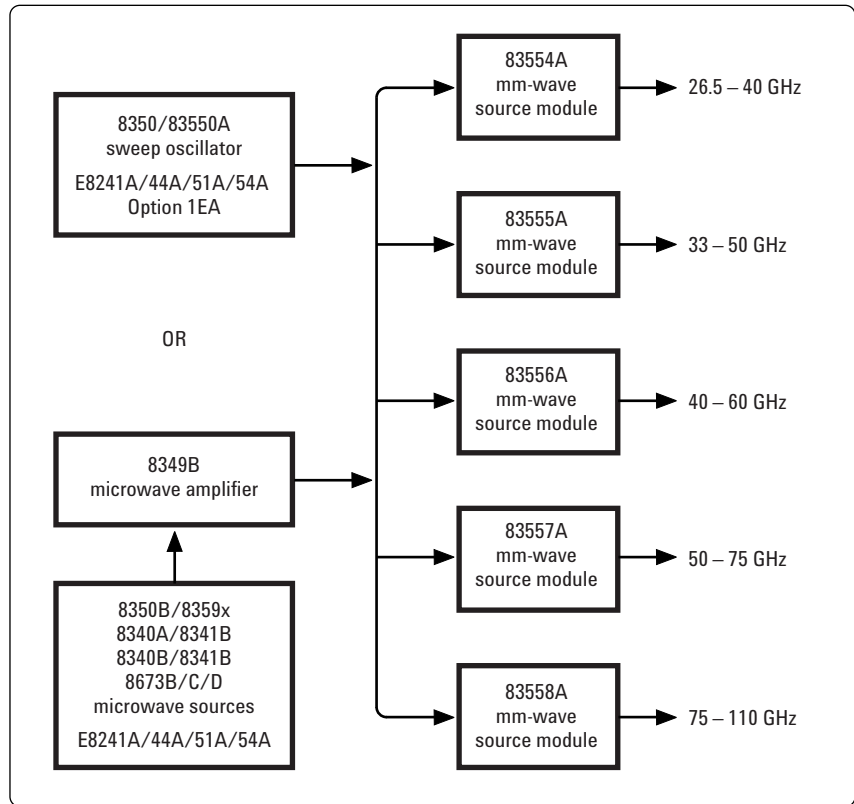 8350/83550A
sweep oscillator
E8241A/44A/51A/54A
Option 1EA
OR
8349B
microwave amplifier
8350B/8359x
8340A/8341B
8340B/8341B
8673B/C/D
microwave sources
E8241A/44A/51A/54A
83554A
mm-wave
source module
26.5 – 40 GHz
83555A
mm-wave
source module
33 – 50 GHz
83556A
mm-wave
source module
40 – 60 GHz
83557A
mm-wave
source module
50 – 75 GHz
83558A
mm-wave
source module
75 – 110 GHz